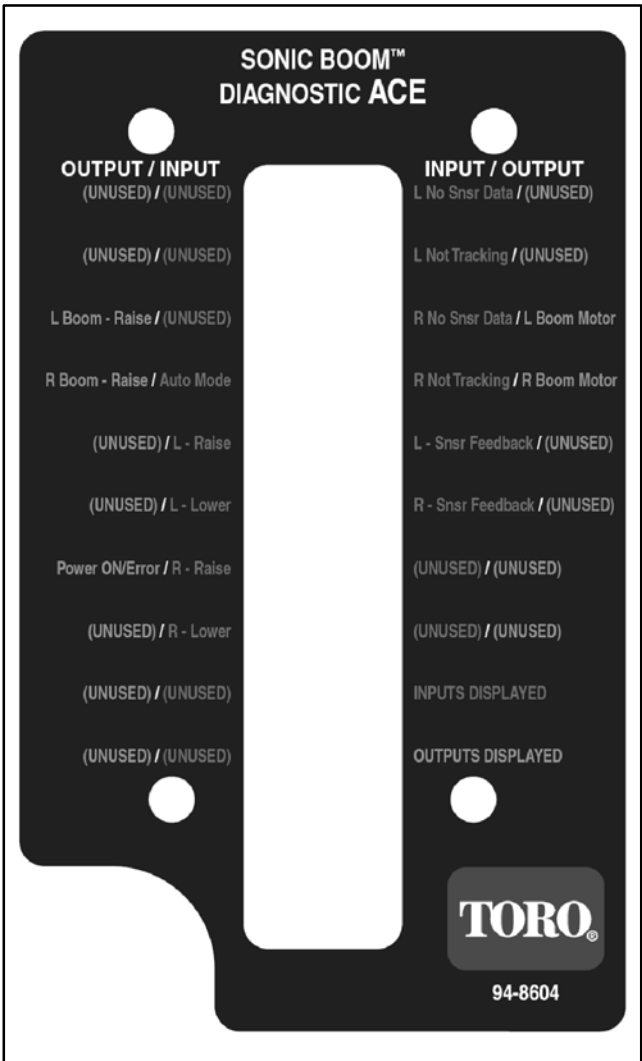 SONIC BOOM™
DIAGNOSTIC ACE
OUTPUT / INPUT
(UNUSED) / (UNUSED)
(UNUSED) / (UNUSED)
L Boom - Raise / (UNUSED)
R Boom - Raise / Auto Mode
(UNUSED) / L - Raise
(UNUSED) / L - Lower
Power ON/Error / R - Raise
(UNUSED) / R - Lower
(UNUSED) / (UNUSED)
(UNUSED) / (UNUSED)
INPUT / OUTPUT
L No Snsr Data / (UNUSED)
L Not Tracking / (UNUSED)
R No Snsr Data / L Boom Motor
R Not Tracking / R Boom Motor
L - Snsr Feedback / (UNUSED)
R - Snsr Feedback / (UNUSED)
(UNUSED) / (UNUSED)
(UNUSED) / (UNUSED)
INPUTS DISPLAYED
OUTPUTS DISPLAYED
TORO®
94-8604